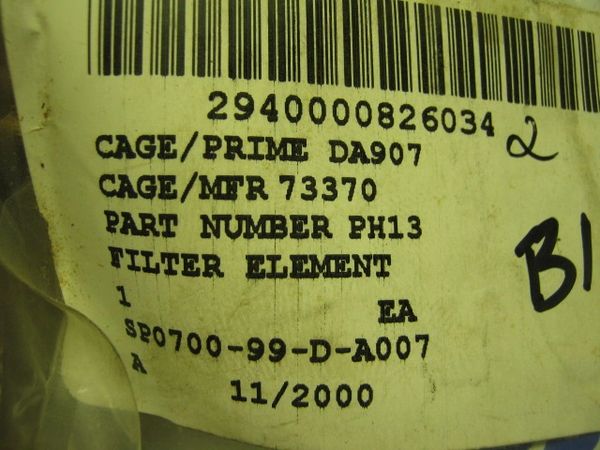 2940000826034 2
CAGE/PRIME DA907
CAGE/MFR 73370
PART NUMBER PH13
FILTER ELEMENT
1 EA
SP0700-99-D-A007
A 11/2000
B1